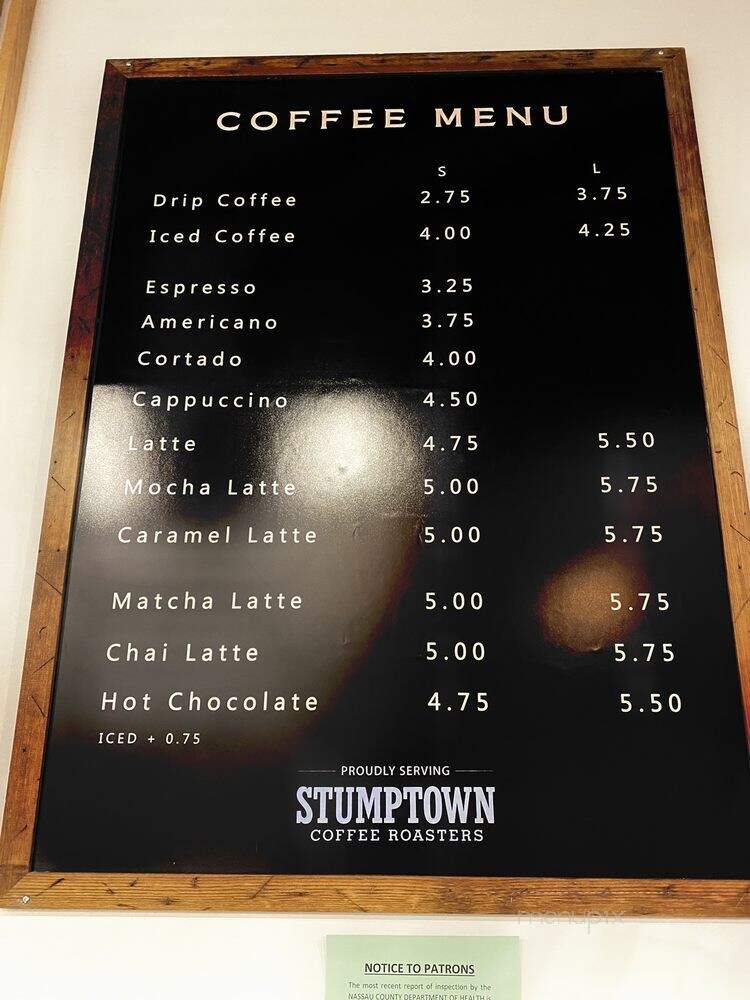 COFFEE MENU
S L
Drip Coffee 2.75 3.75
Iced Coffee 4.00 4.25
Espresso 3.25
Americano 3.75
Cortado 4.00
Cappuccino 4.50
Latte 4.75 5.50
Mocha Latte 5.00 5.75
Caramel Latte 5.00 5.75
Matcha Latte 5.00 5.75
Chai Latte 5.00 5.75
Hot Chocolate 4.75 5.50
ICED + 0.75
PROUDLY SERVING
STUMPTOWN
COFFEE ROASTERS
menupix
NOTICE TO PATRONS
The most recent report of inspection by the
NASSAU COUNTY DEPARTMENT OF HEALTH is